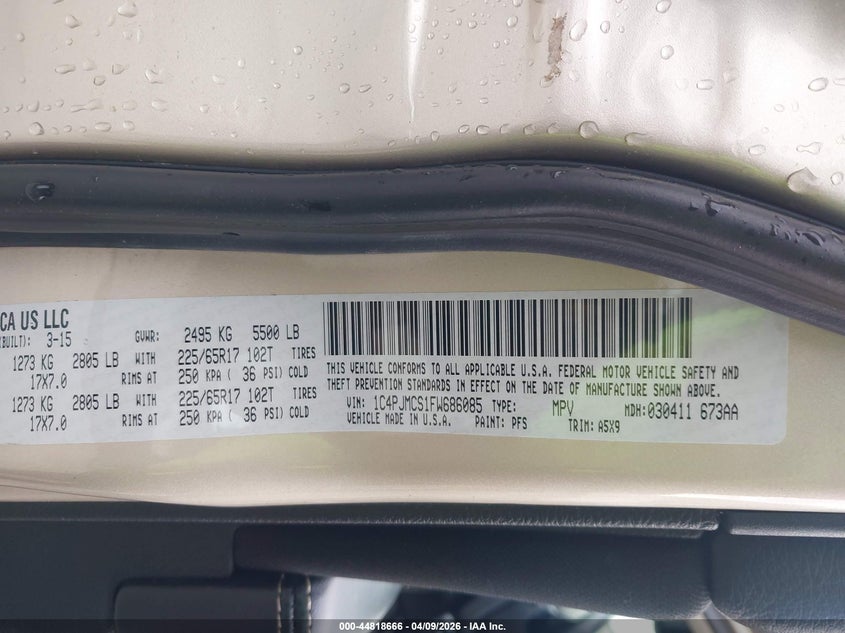 CA US LLC
(BUILT): 3-15 GVWR: 2495 KG 5500 LB
1273 KG 2805 LB WITH 225/65R17 102T TIRES
17X7.0 RIMS AT 250 KPA ( 36 PSI) COLD
1273 KG 2805 LB WITH 225/65R17 102T TIRES
17X7.0 RIMS AT 250 KPA ( 36 PSI) COLD
THIS VEHICLE CONFORMS TO ALL APPLICABLE U.S.A. FEDERAL MOTOR VEHICLE SAFETY AND
THEFT PREVENTION STANDARDS IN EFFECT ON THE DATE OF MANUFACTURE SHOWN ABOVE.
VIN: 1C4PJMCS1FW686085 TYPE: MPV MDH:030411 673AA
VEHICLE MADE IN U.S.A. PAINT: PFS TRIM: A5X9
000-44818666 - 04/09/2026 - IAA Inc.